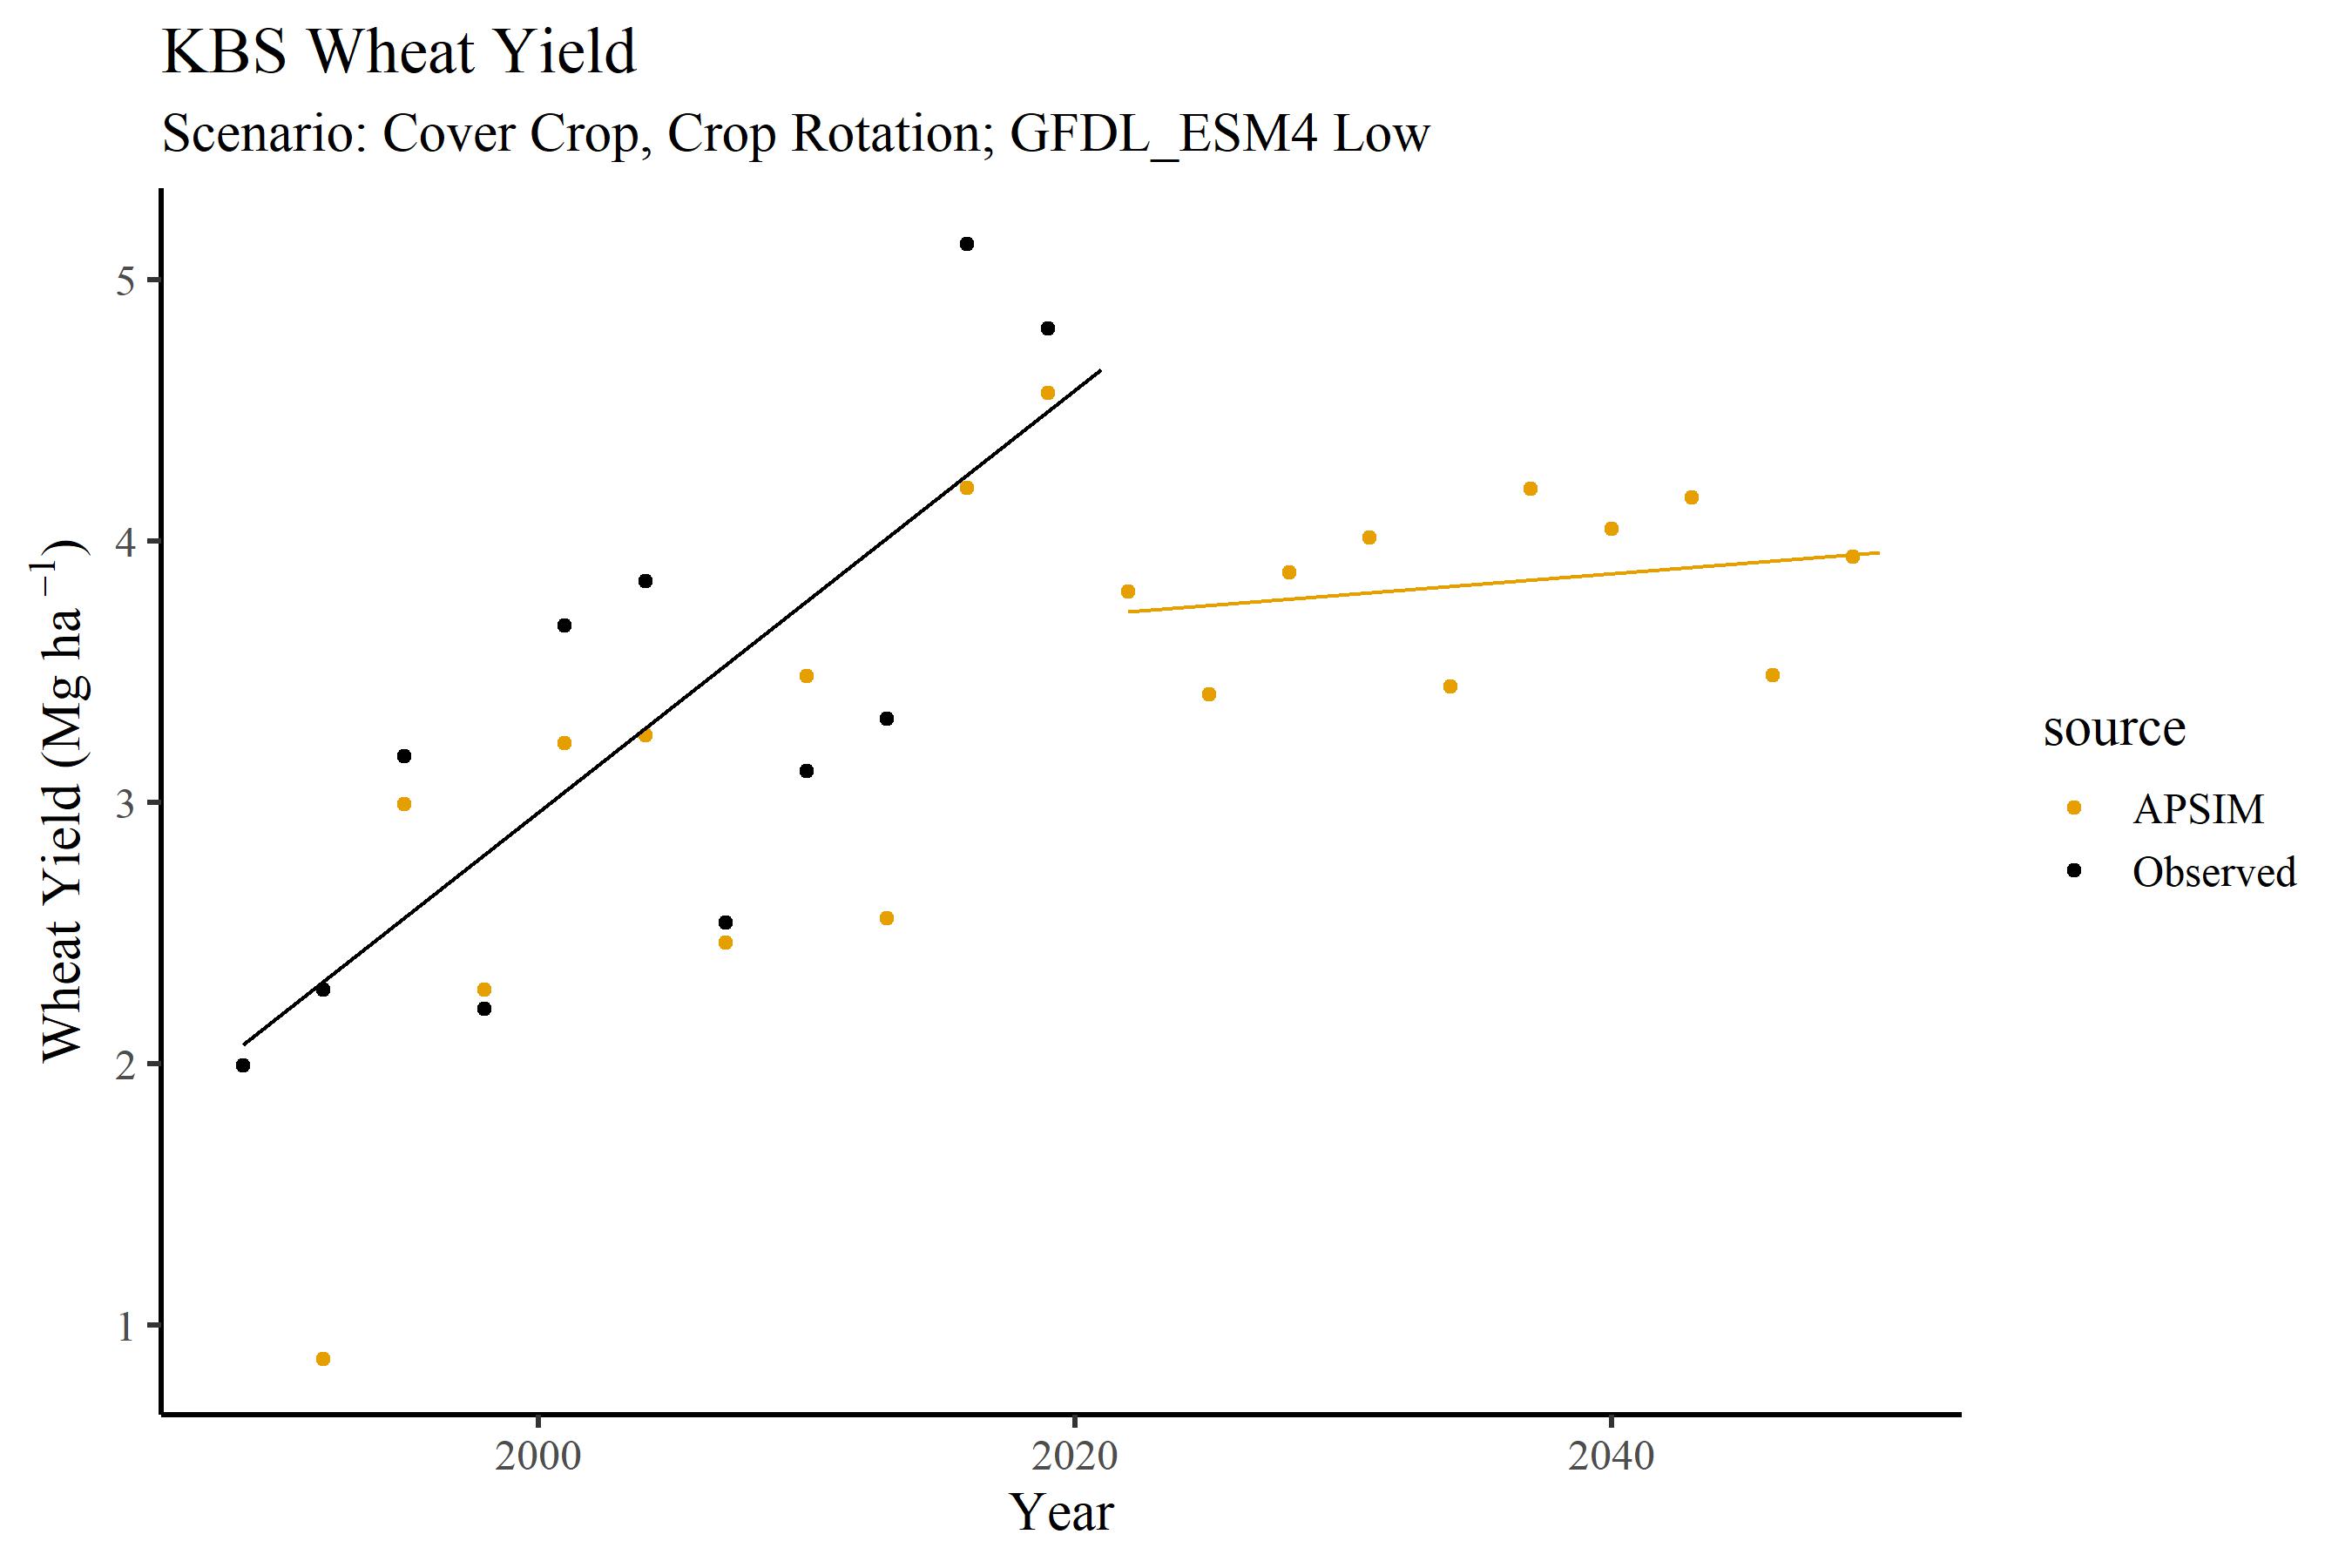 KBS Wheat Yield
Scenario: Cover Crop, Crop Rotation; GFDL_ESM4 Low
Wheat Yield (Mg ha⁻¹)
5
4
3
2
1
2000
2020
2040
Year
source
APSIM
Observed